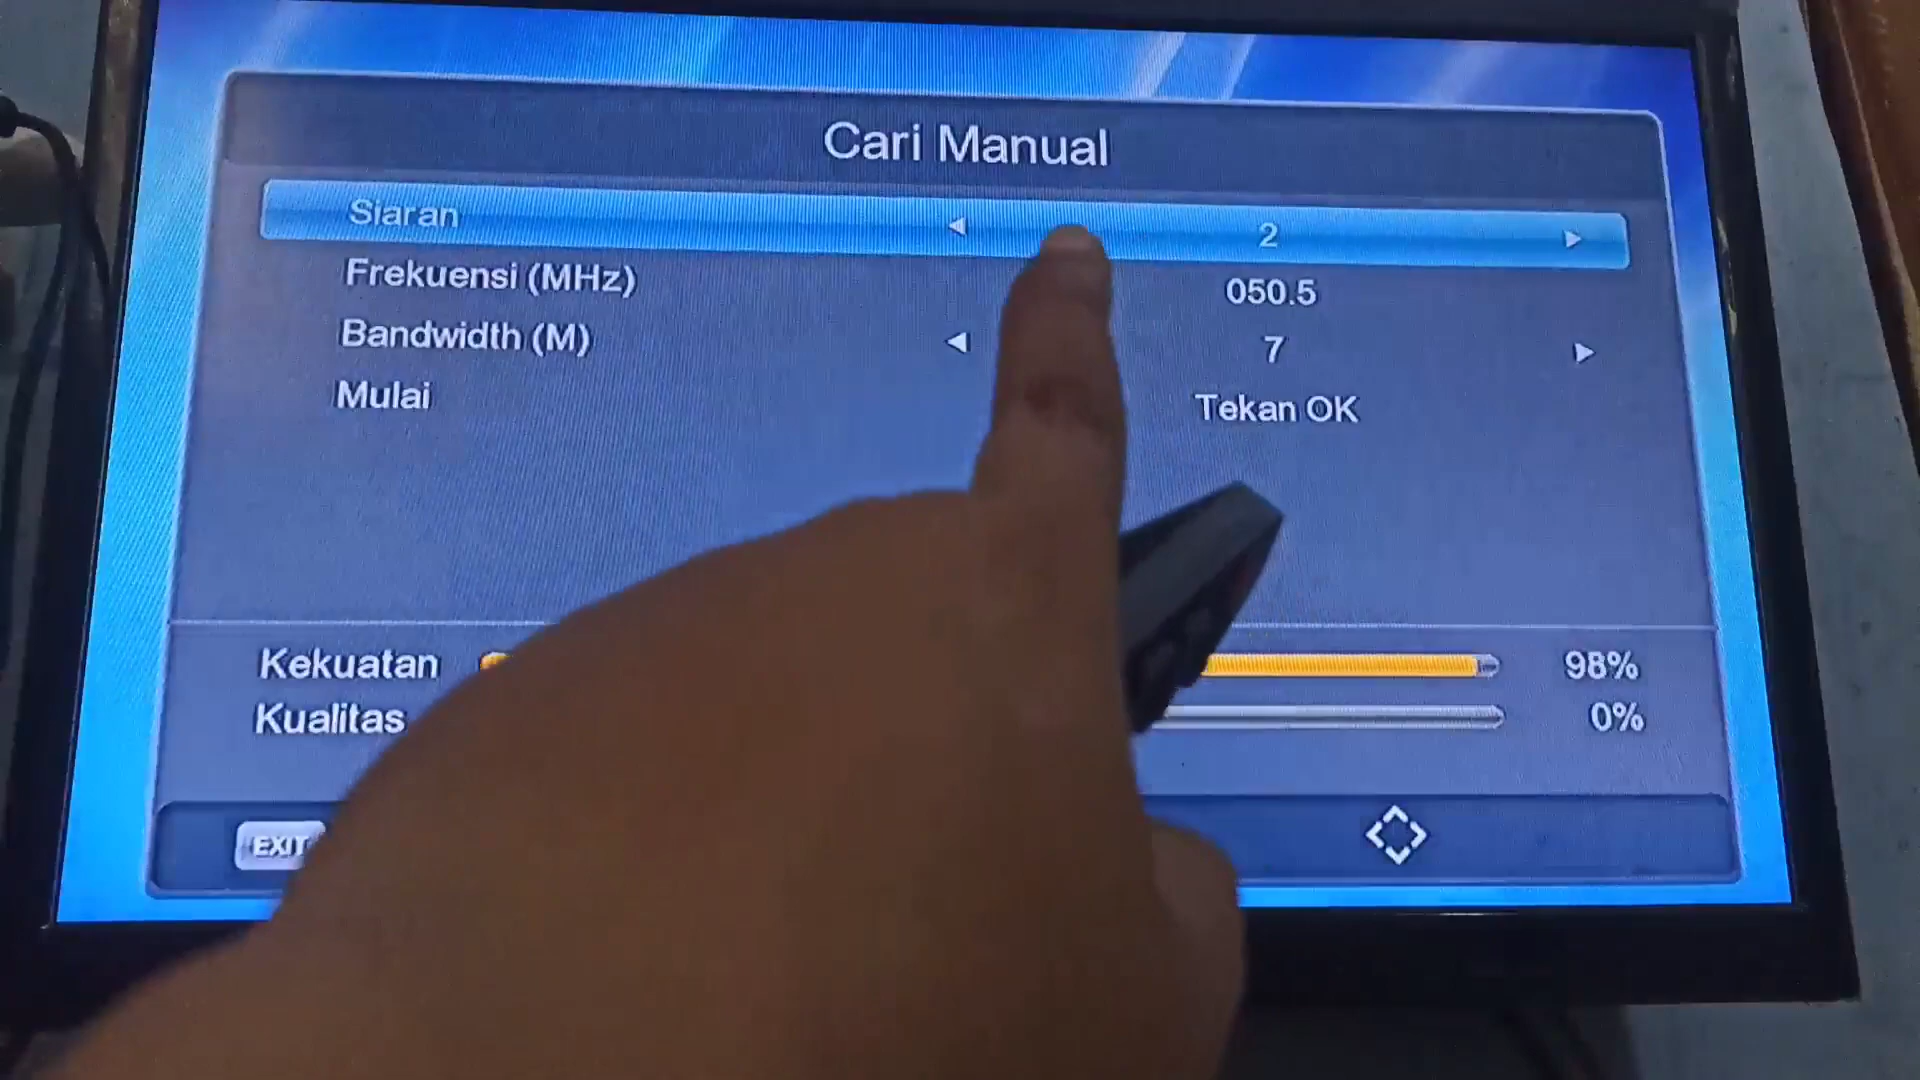 Cari Manual
Siaran 2
Frekuensi (MHz) 050.5
Bandwidth (M) 7
Mulai Tekan OK
Kekuatan 98%
Kualitas 0%
EXIT